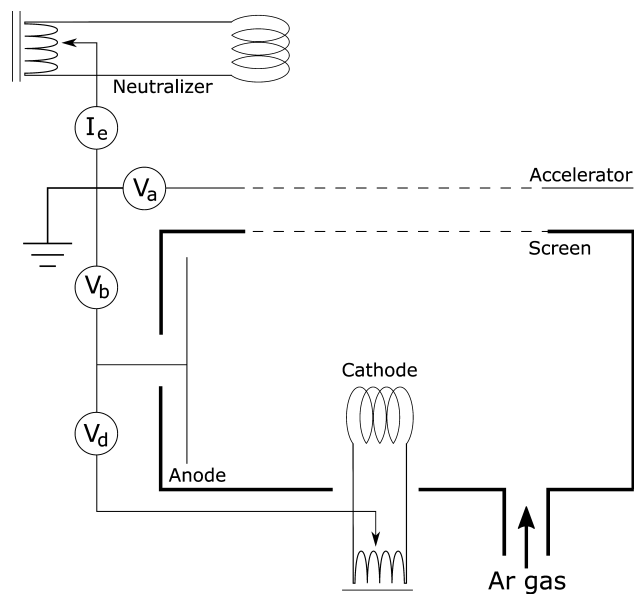 Neutralizer
Ie
Va
Accelerator
Screen
Vb
Cathode
Vd
Anode
Ar gas